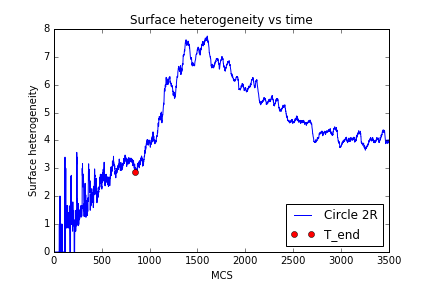 Surface heterogeneity vs time
8
7
6
5
4
3
2
1
0
Surface heterogeneity
0 500 1000 1500 2000 2500 3000 3500
MCS
Circle 2R
T_end